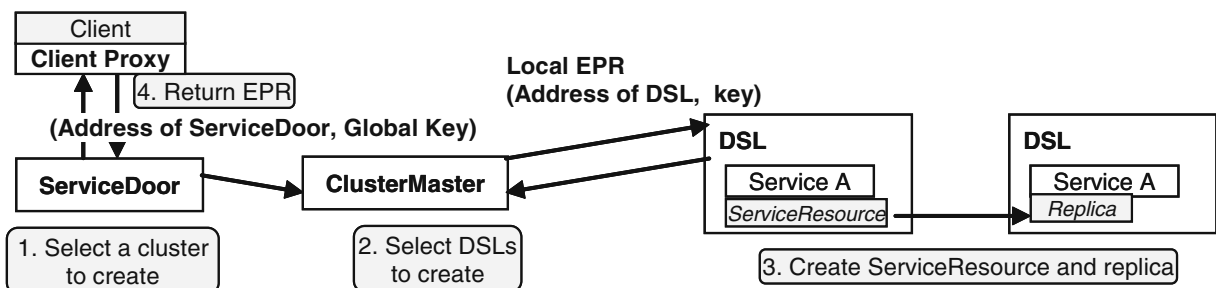 Client
Client Proxy
4. Return EPR
Local EPR
(Address of DSL, key)
(Address of ServiceDoor, Global Key)
ServiceDoor
ClusterMaster
DSL
Service A
ServiceResource
DSL
Service A
Replica
1. Select a cluster
to create
2. Select DSLs
to create
3. Create ServiceResource and replica